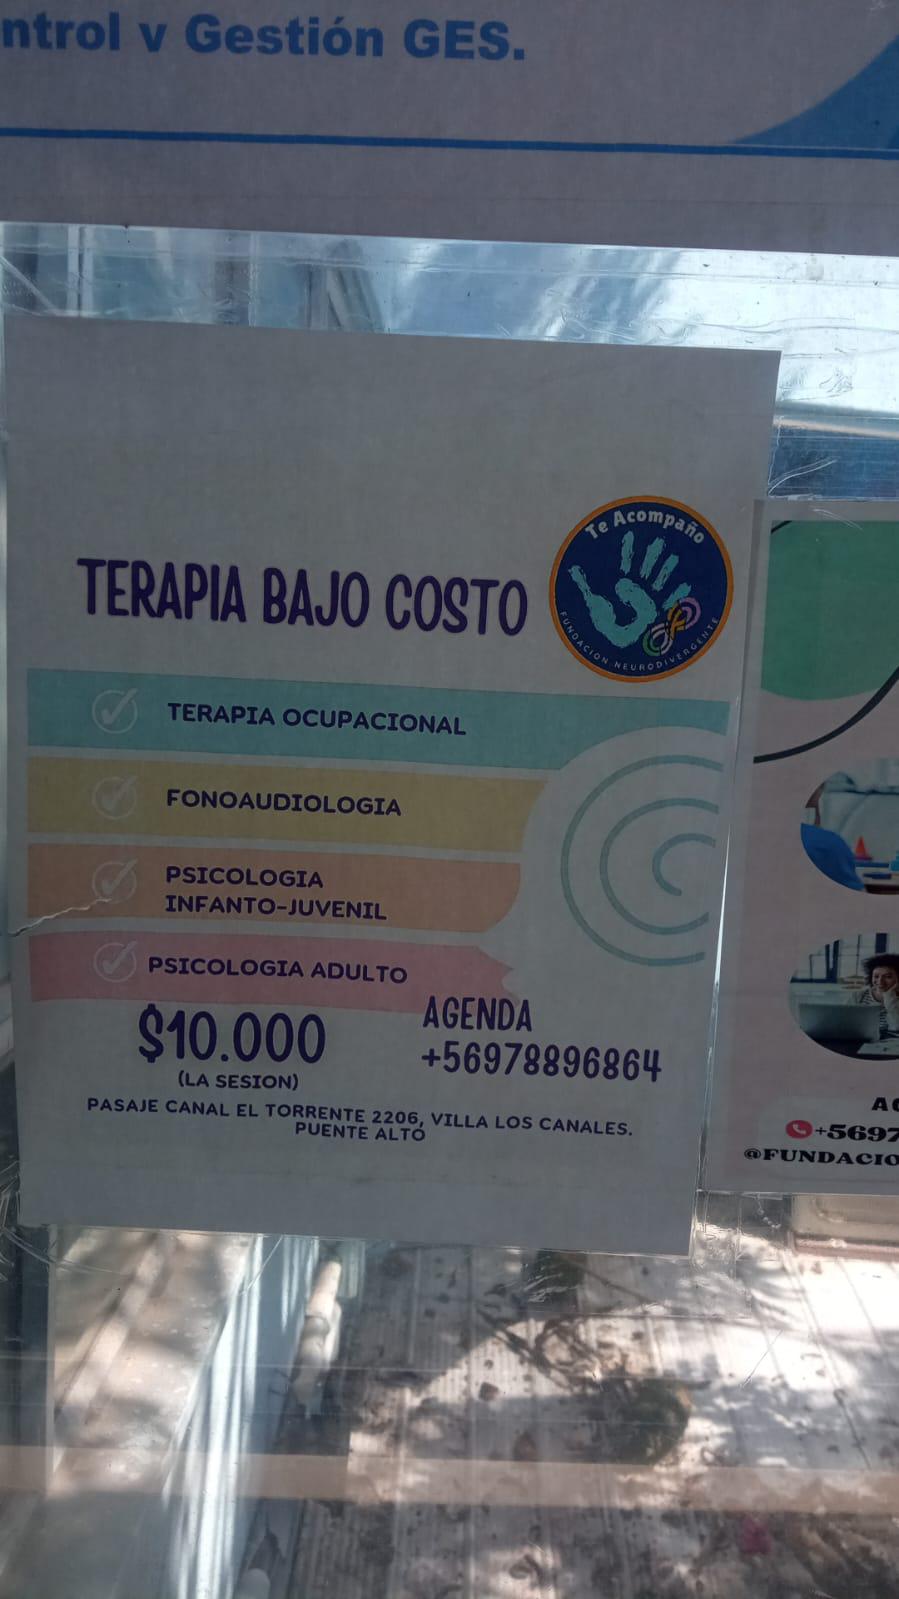 ntrol y Gestión GES.
Te Acompaño
FUNDACION NEURODIVERGENTE
TERAPIA BAJO COSTO
TERAPIA OCUPACIONAL
FONOAUDIOLOGIA
PSICOLOGIA
INFANTO-JUVENIL
PSICOLOGIA ADULTO
$10.000
(LA SESION)
AGENDA
+56978896864
PASAJE CANAL EL TORRENTE 2206, VILLA LOS CANALES.
PUENTE ALTO
AG
+5697
@FUNDACIO